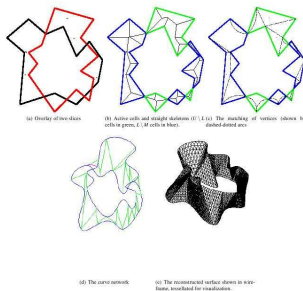 (a) Overlay of two slices
(b) Active cells and straight skeletons (U \ L
cells in green, L \ U cells in blue).
(c) The matching of vertices (shown by
dashed-dotted arcs
(d) The curve network
(e) The reconstructed surface shown in wire-
frame, tessellated for visualization.